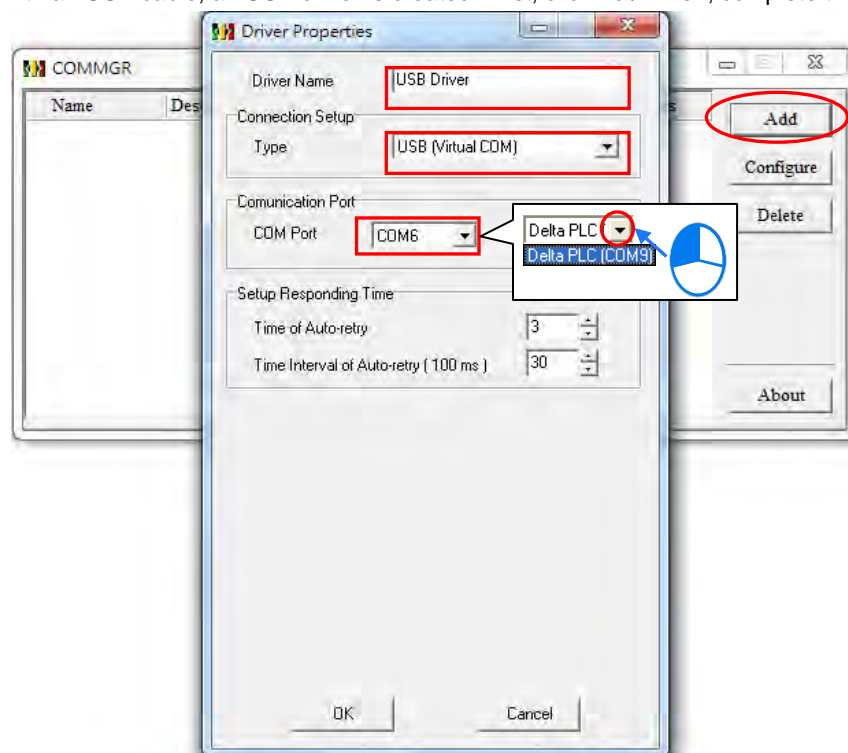 Driver Properties
COMMGR
Name
Des
Add
Configure
Delete
About
Driver Name
USB Driver
Connection Setup
Type
USB (Virtual COM)
Comunication Port
COM Port
COM6
Delta PLC
Delta PLC (COM9)
Setup Responding Time
Time of Auto-retry
3
Time Interval of Auto-retry ( 100 ms )
30
OK
Cancel